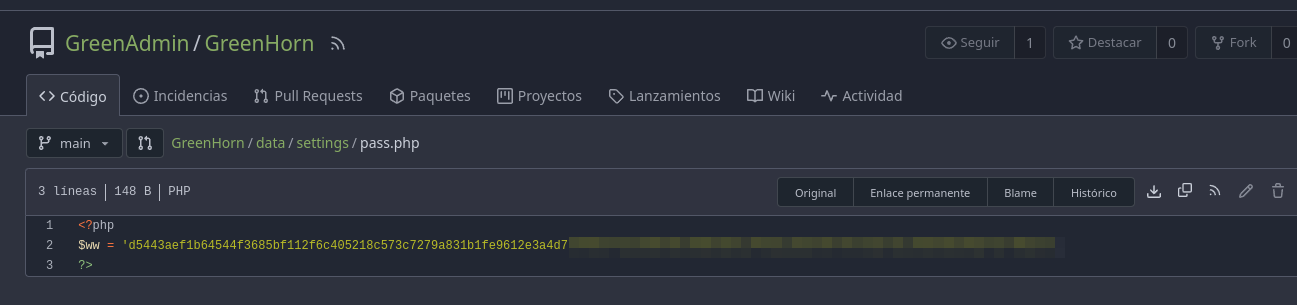 GreenAdmin/GreenHorn
Seguir 1 Destacar 0 Fork 0
Código Incidencias Pull Requests Paquetes Proyectos Lanzamientos Wiki Actividad
main GreenHorn/data/settings/pass.php
3 líneas 148 B PHP Original Enlace permanente Blame Histórico
1 <?php
2 $ww = 'd5443aef1b64544f3685bf112f6c405218c573c7279a831b1fe9612e3a4d7
3 ?>